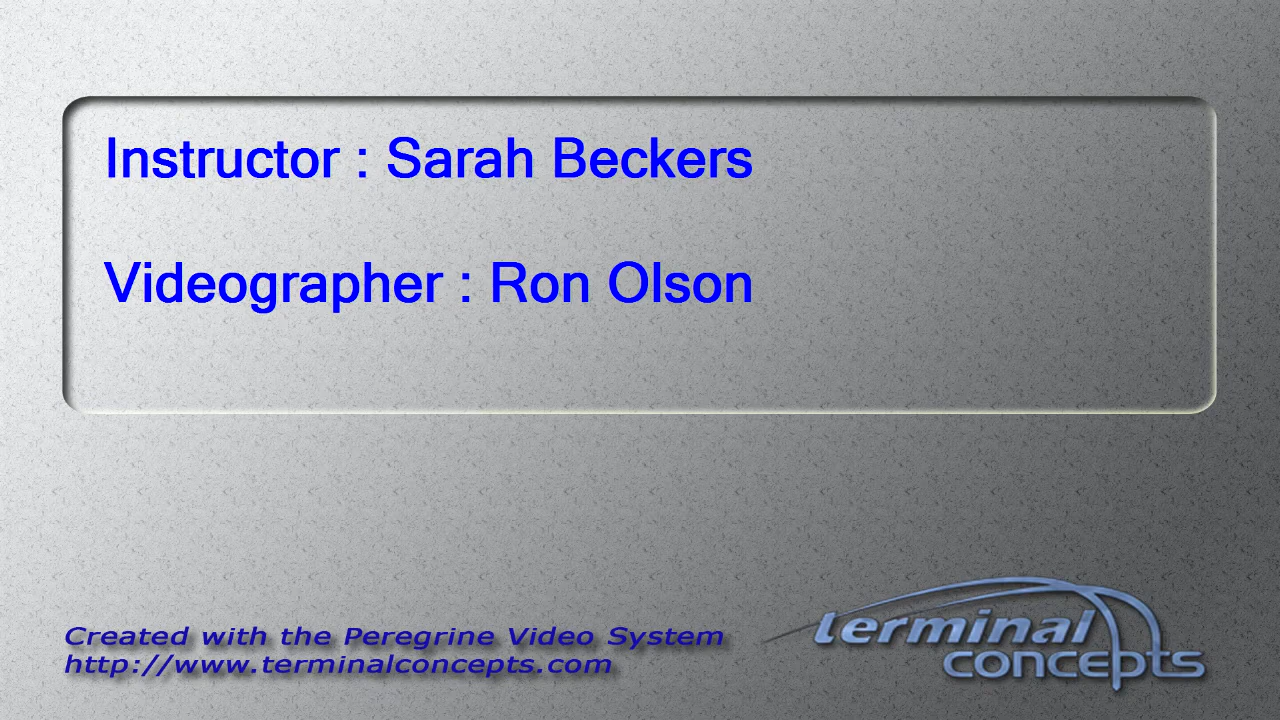 Instructor : Sarah Beckers
Videographer : Ron Olson
Created with the Peregrine Video System
http://www.terminalconcepts.com
terminal
concepts